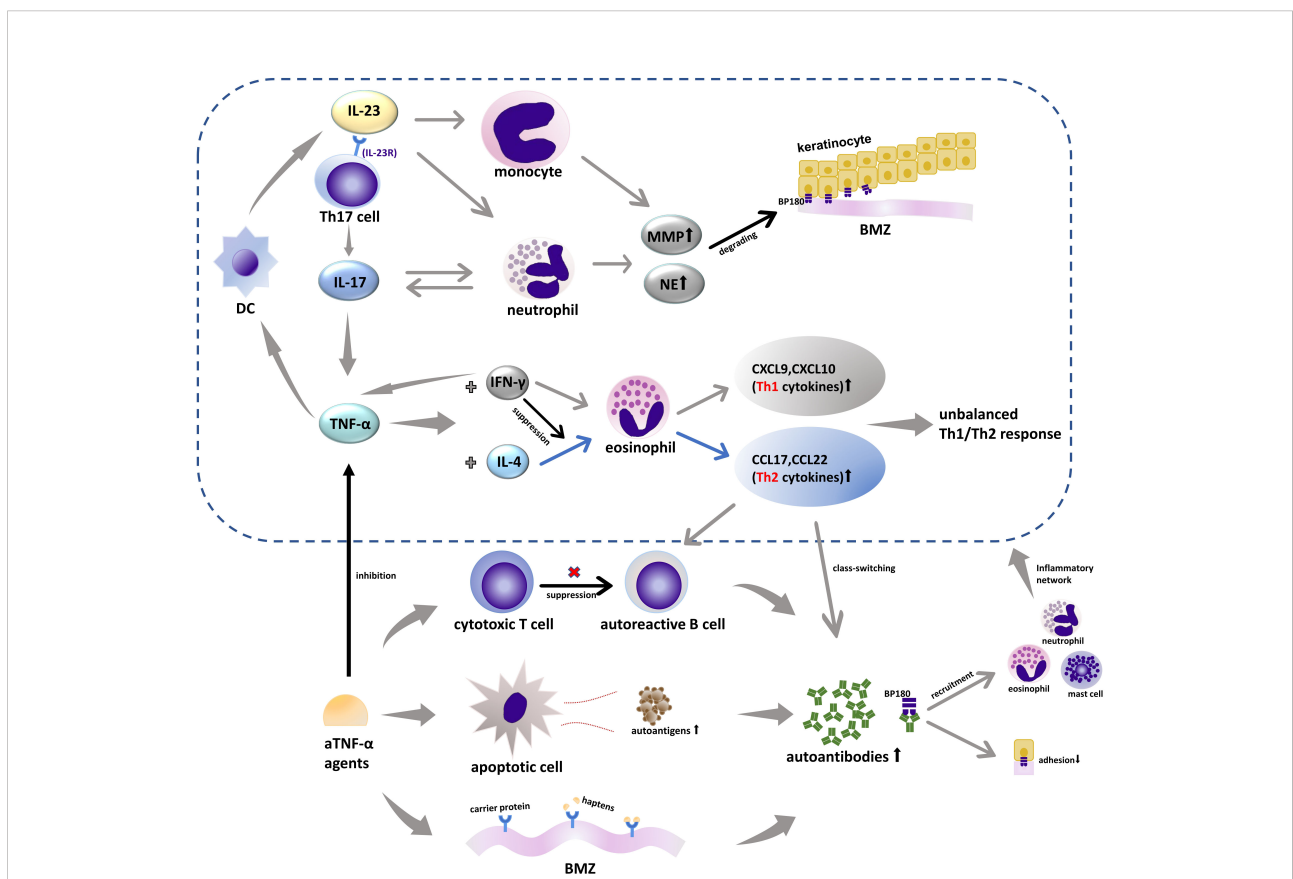 IL-23
(IL-23R)
Th17 cell
monocyte
keratinocyte
BP180
BMZ
MMP⬆
degrading
NE⬆
DC
IL-17
neutrophil
IFN-γ
suppression
TNF-α
IL-4
eosinophil
CXCL9,CXCL10
(Th1 cytokines)⬆
CCL17,CCL22
(Th2 cytokines)⬆
unbalanced
Th1/Th2 response
inhibition
cytotoxic T cell
suppression
autoreactive B cell
class-switching
Inflammatory
network
neutrophil
eosinophil
mast cell
recruitment
aTNF-α
agents
apoptotic cell
autoantigens⬆
BP180
autoantibodies⬆
adhesion⬇
carrier protein
haptens
BMZ